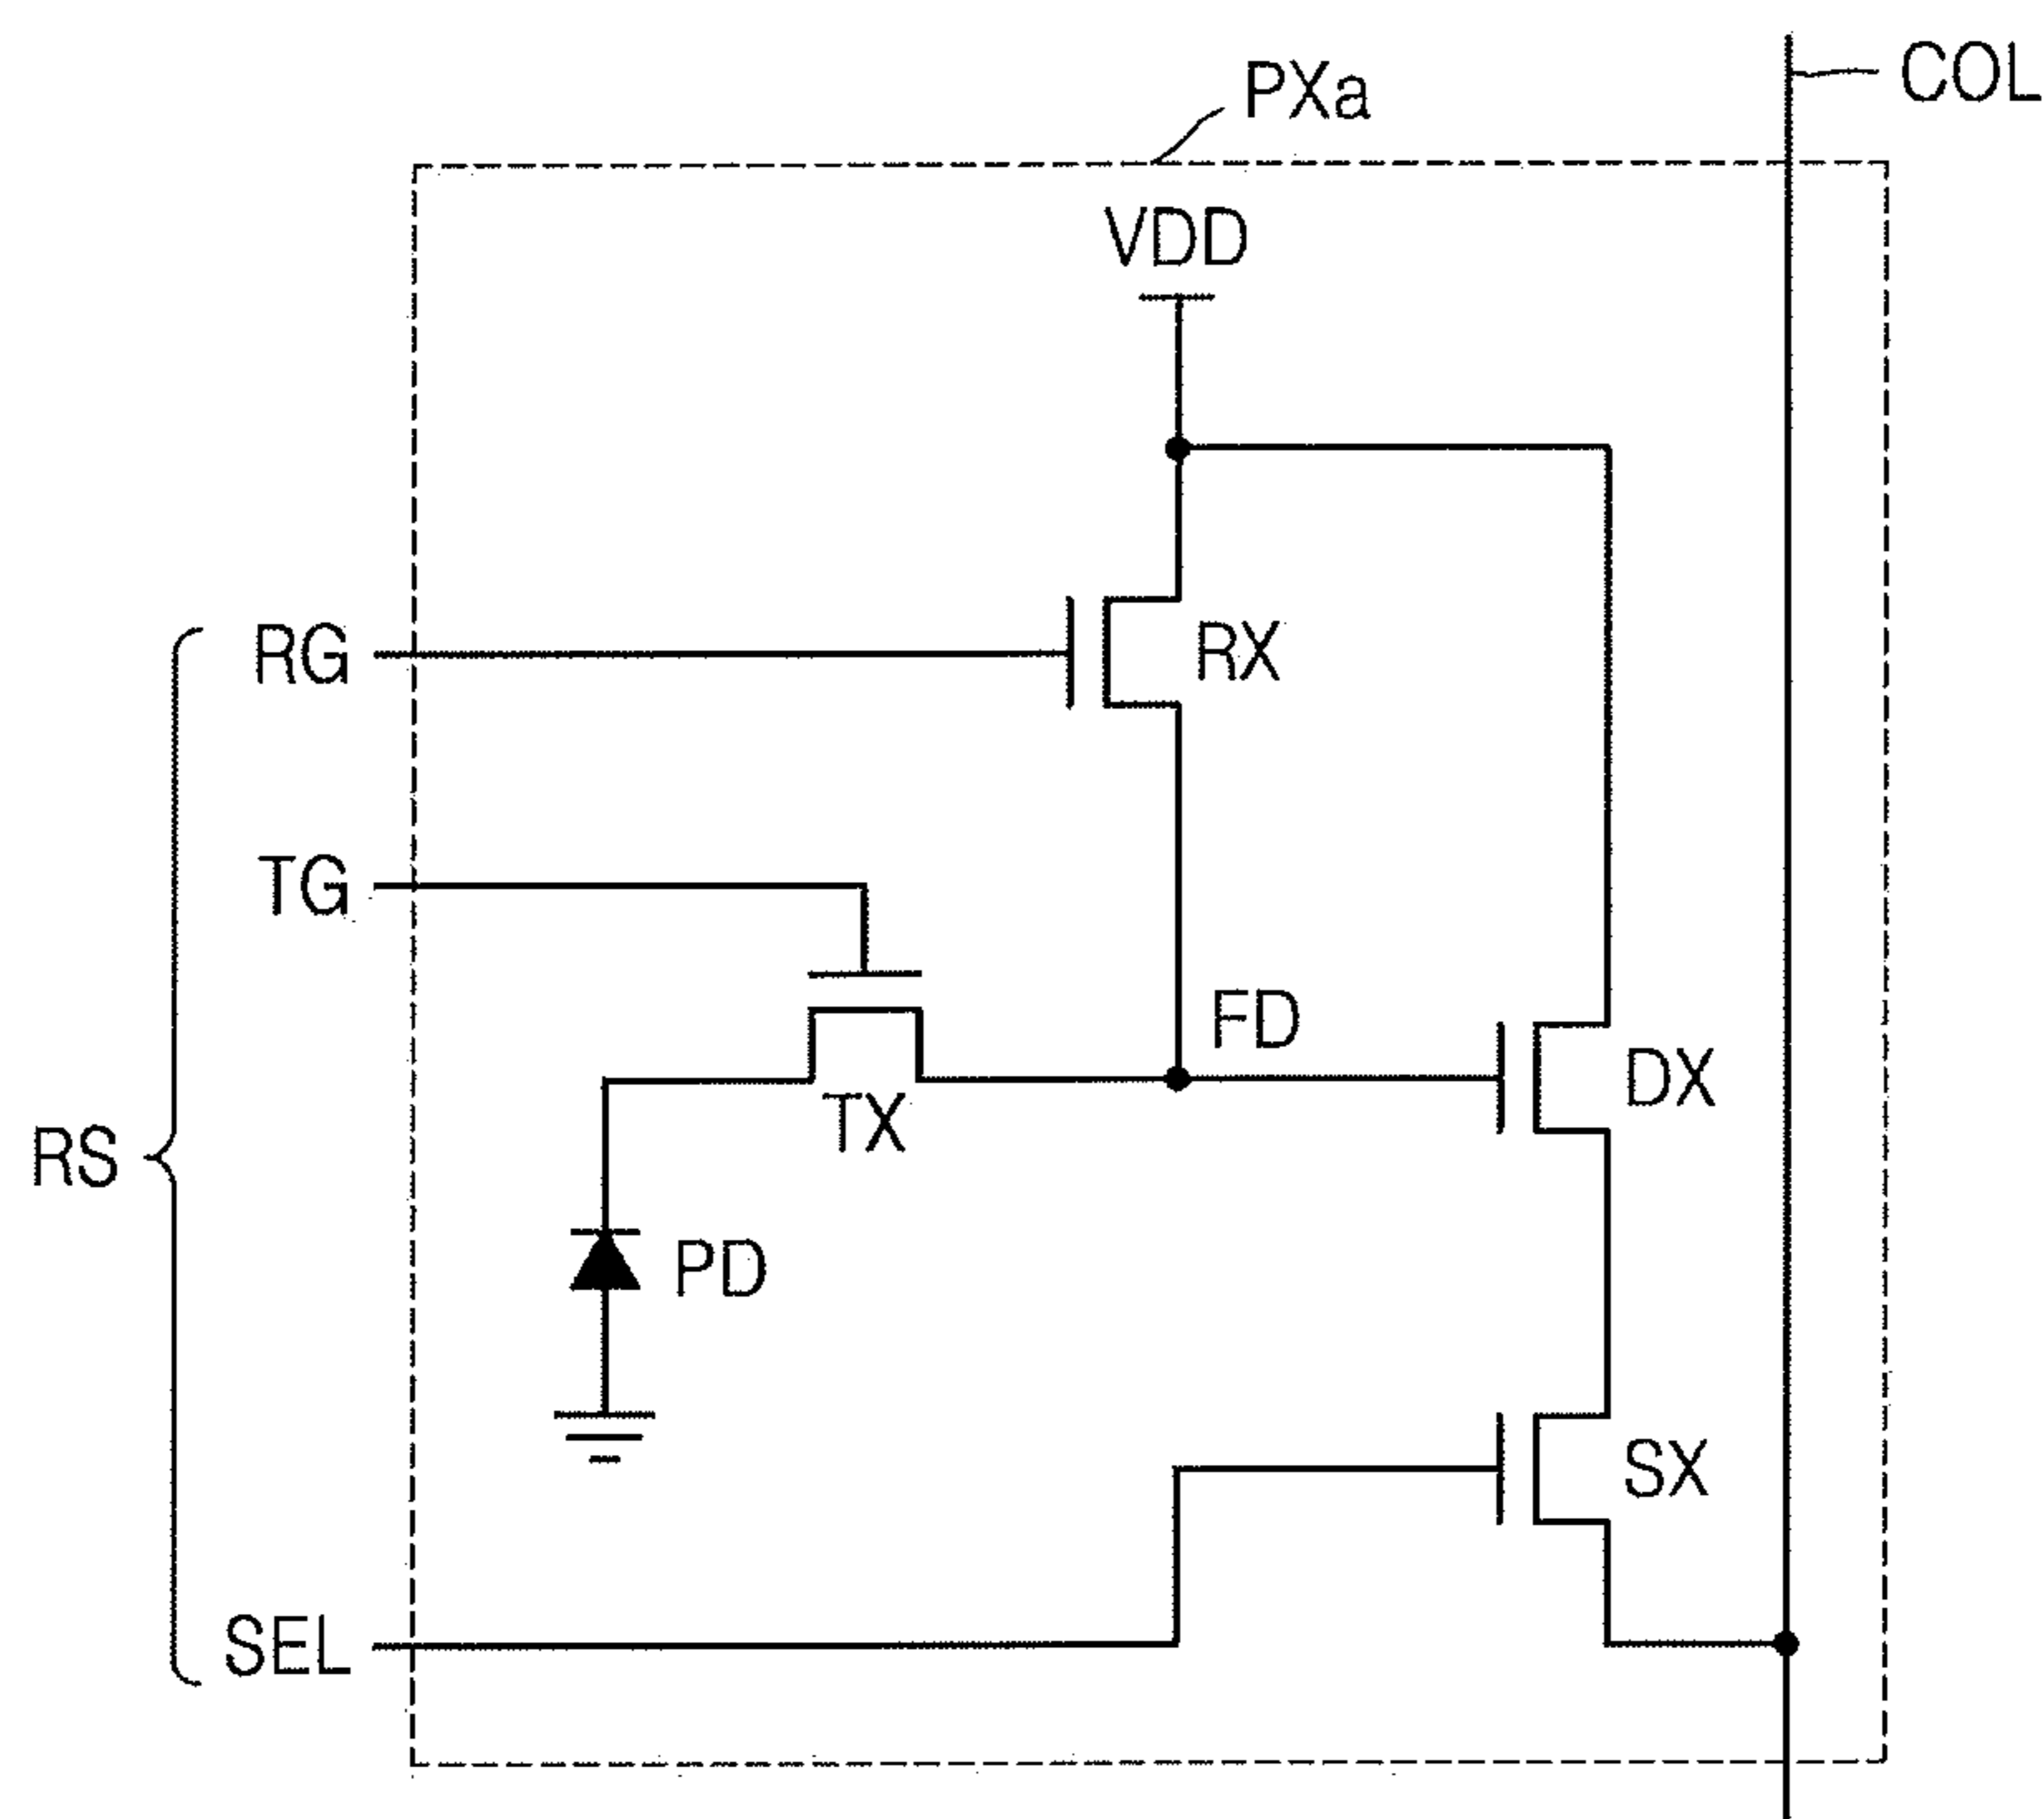 COL
PXa
VDD
RG
RX
TG
FD
DX
TX
RS
PD
SX
SEL